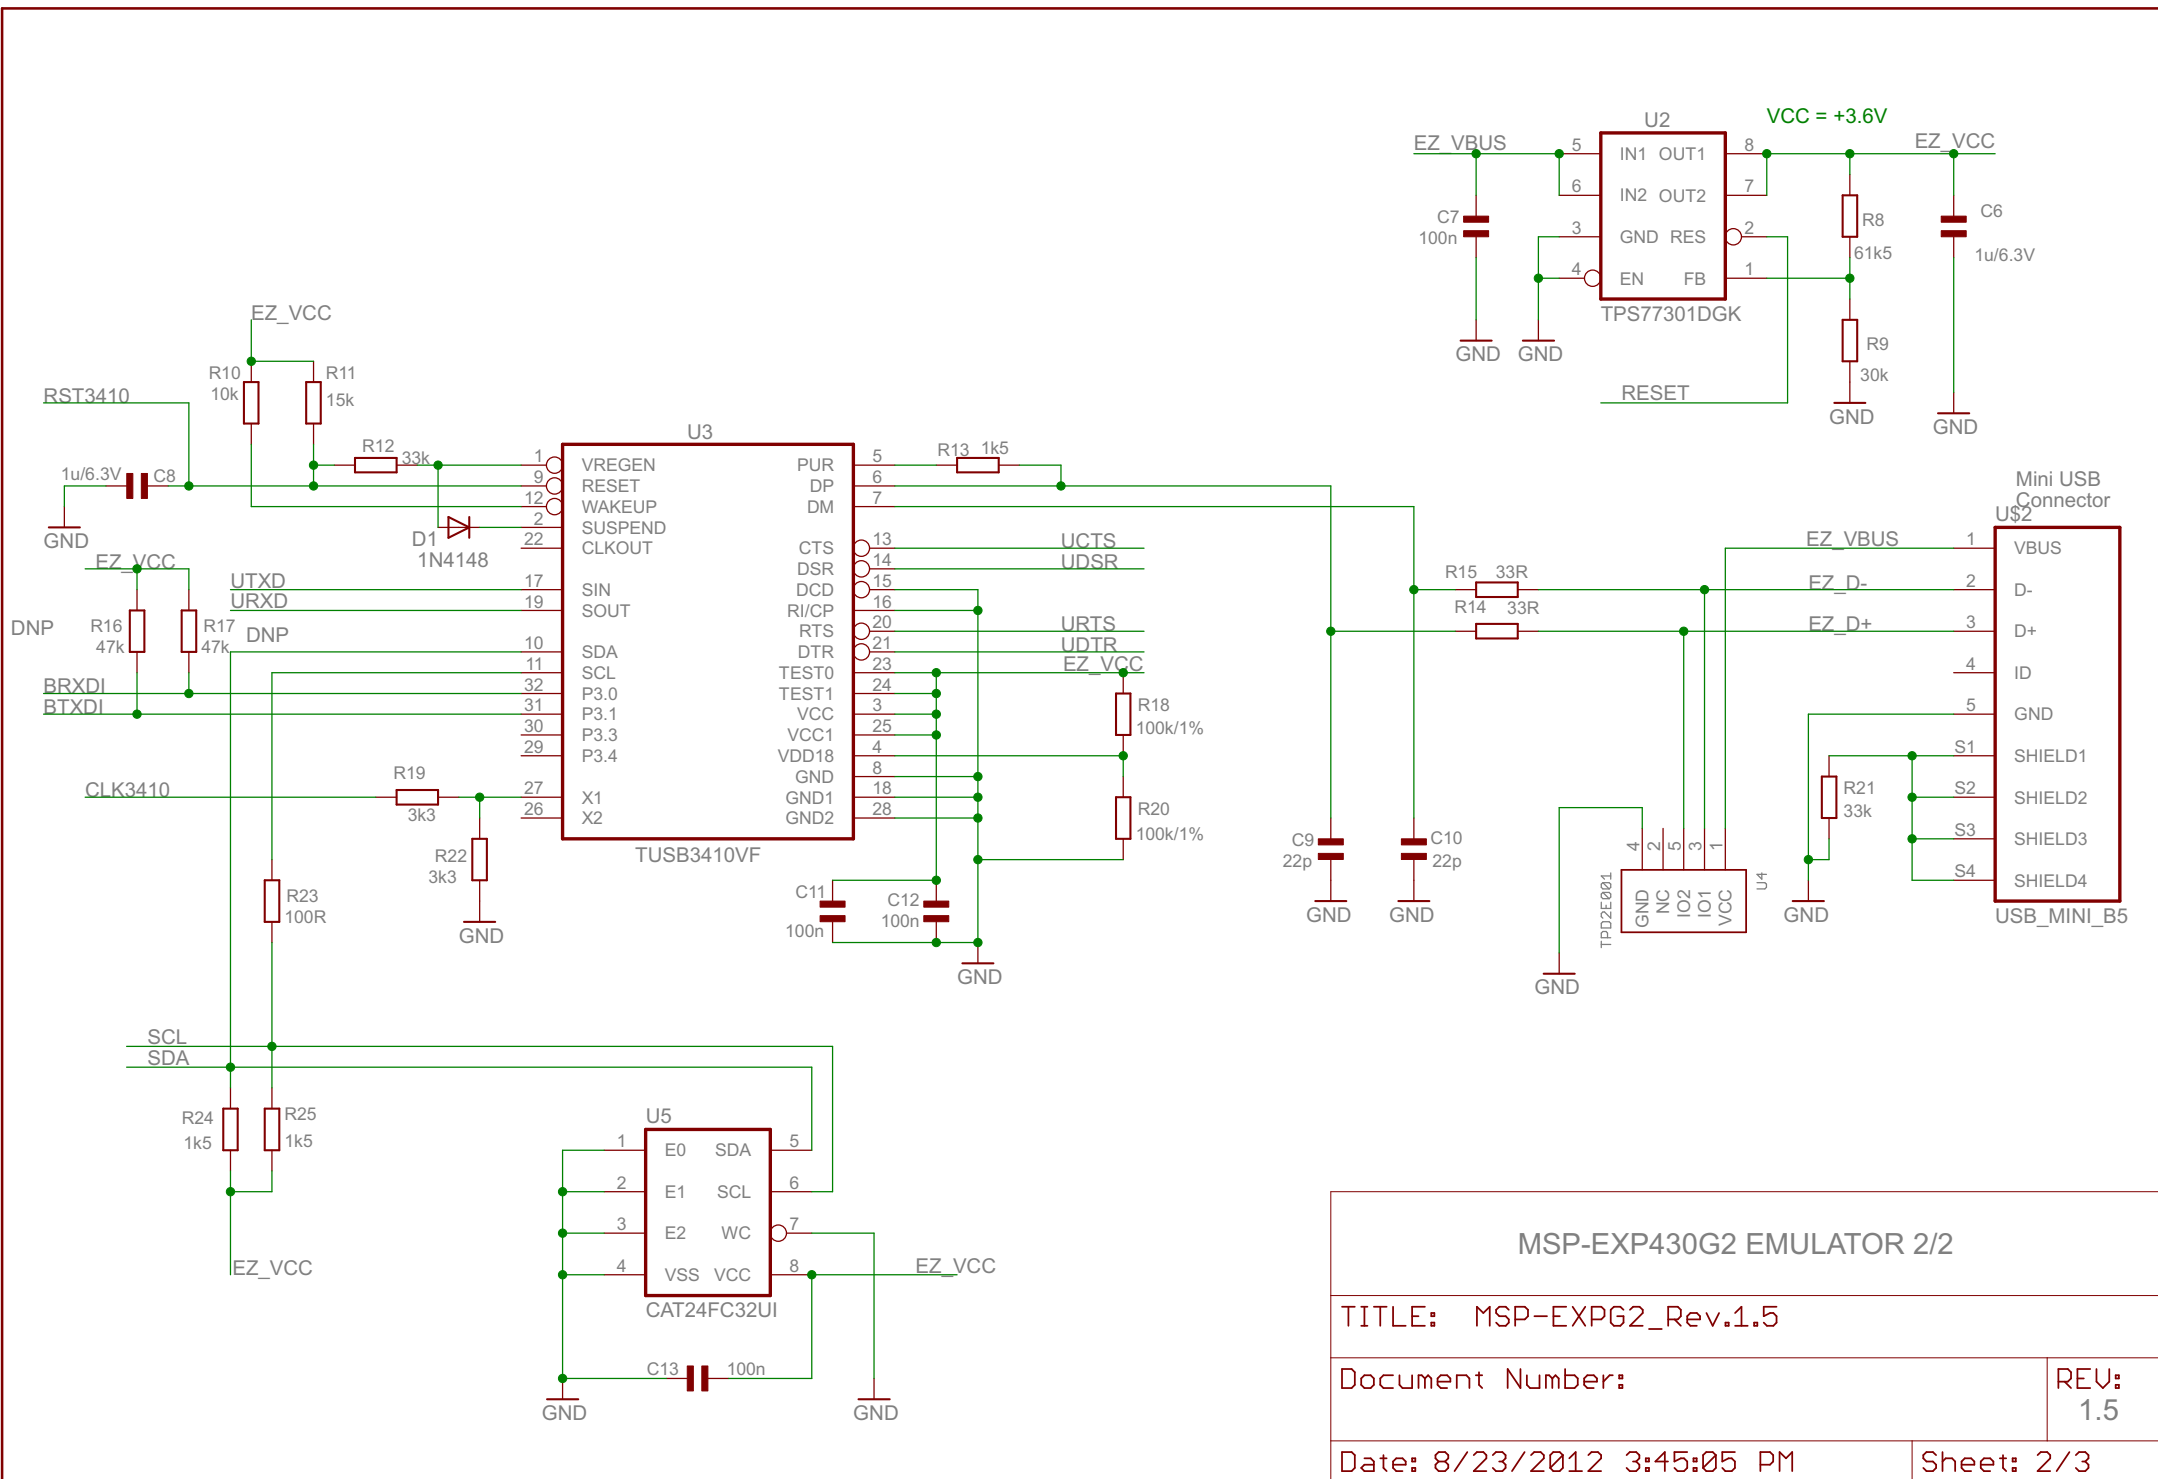 VCC = +3.6V
U2
EZ_VBUS
5
IN1
OUT1
8
EZ_VCC
6
IN2
OUT2
7
C7
100n
3
GND
RES
2
4
EN
FB
1
TPS77301DGK
R8
61k5
C6
1u/6.3V
R9
30k
GND
GND
GND
GND
RESET
EZ_VCC
R10
10k
R11
15k
RST3410
R12
33k
1u/6.3V
C8
GND
D1
1N4148
EZ_VCC
UTXD
URXD
DNP
R16
47k
R17
47k
DNP
BRXDI
BTXDI
CLK3410
R19
3k3
R22
3k3
GND
R23
100R
U3
1
VREGEN
9
RESET
12
WAKEUP
2
SUSPEND
22
CLKOUT
17
SIN
19
SOUT
10
SDA
11
SCL
32
P3.0
31
P3.1
30
P3.3
29
P3.4
27
X1
26
X2
PUR
5
DP
6
DM
7
CTS
13
DSR
14
DCD
15
RI/CP
16
RTS
20
DTR
21
TEST0
23
TEST1
24
VCC
3
VCC1
25
VDD18
4
GND
8
GND1
18
GND2
28
TUSB3410VF
R13
1k5
UCTS
UDSR
URTS
UDTR
EZ_VCC
R18
100k/1%
R20
100k/1%
C11
100n
C12
100n
GND
C9
22p
GND
C10
22p
GND
R15
33R
R14
33R
EZ_VBUS
EZ_D-
EZ_D+
Mini USB
Connector
U$2
1
VBUS
2
D-
3
D+
4
ID
5
GND
S1
SHIELD1
S2
SHIELD2
S3
SHIELD3
S4
SHIELD4
USB_MINI_B5
R21
33k
GND
TPD2E001
4
2
5
3
1
GND
NC
IO2
IO1
VCC
U4
GND
SCL
SDA
R24
1k5
R25
1k5
EZ_VCC
U5
1
E0
SDA
5
2
E1
SCL
6
3
E2
WC
7
4
VSS
VCC
8
CAT24FC32UI
EZ_VCC
C13
100n
GND
GND
MSP-EXP430G2 EMULATOR 2/2
TITLE: MSP-EXPG2_Rev.1.5
Document Number:
REV:
1.5
Date: 8/23/2012 3:45:05 PM
Sheet: 2/3